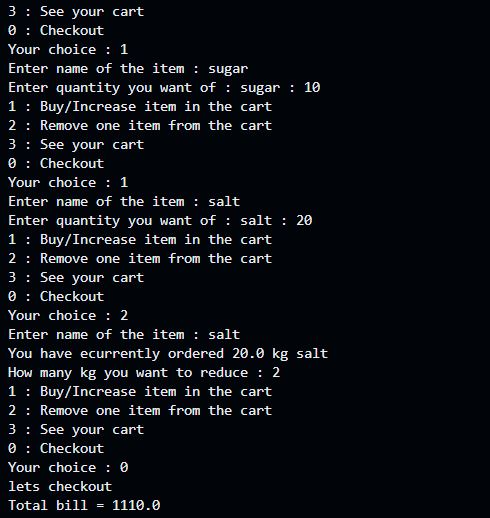 3 : See your cart
0 : Checkout
Your choice : 1
Enter name of the item : sugar
Enter quantity you want of : sugar : 10
1 : Buy/Increase item in the cart
2 : Remove one item from the cart
3 : See your cart
0 : Checkout
Your choice : 1
Enter name of the item : salt
Enter quantity you want of : salt : 20
1 : Buy/Increase item in the cart
2 : Remove one item from the cart
3 : See your cart
0 : Checkout
Your choice : 2
Enter name of the item : salt
You have ecurrently ordered 20.0 kg salt
How many kg you want to reduce : 2
1 : Buy/Increase item in the cart
2 : Remove one item from the cart
3 : See your cart
0 : Checkout
Your choice : 0
lets checkout
Total bill = 1110.0